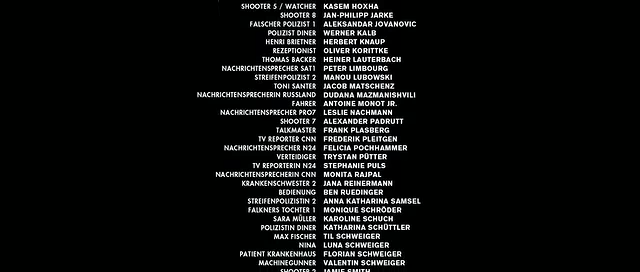 SHOOTER 5 / WATCHER KASEM HOXHA
SHOOTER 8 JAN-PHILIPP JARKE
FALSCHER POLIZIST 1 ALEKSANDAR JOVANOVIC
POLIZIST DINER WERNER KALB
HENRI BRIETNER HERBERT KNAUP
REZEPTIONIST OLIVER KORITTKE
THOMAS BACKER HEINER LAUTERBACH
NACHRICHTENSPRECHER SAT1 PETER LIMBOURG
STREIFENPOLIZIST 2 MANOU LUBOWSKI
TONI SANTER JACOB MATSCHENZ
NACHRICHTENSPRECHERIN RUSSLAND DUDANA MAZMANISHVILI
FAHRER ANTOINE MONOT JR.
NACHRICHTENSPRECHER PRO7 LESLIE NACHMANN
SHOOTER 7 ALEXANDER PADRUTT
TALKMASTER FRANK PLASBERG
TV REPORTER CNN FREDERIK PLEITGEN
NACHRICHTENSPRECHER N24 FELICIA POCHHAMMER
VERTEIDIGER TRYSTAN PÜTTER
TV REPORTERIN N24 STEPHANIE PULS
NACHRICHTENSPRECHERIN CNN MONITA RAJPAL
KRANKENSCHWESTER 2 JANA REINERMANN
BEDIENUNG BEN RUEDINGER
STREIFENPOLIZISTIN 2 ANNA KATHARINA SAMSEL
FALKNERS TOCHTER 1 MONIQUE SCHRÖDER
SARA MÜLLER KAROLINE SCHUCH
POLIZISTIN DINER KATHARINA SCHÜTTLER
MAX FISCHER TIL SCHWEIGER
NINA LUNA SCHWEIGER
PATIENT KRANKENHAUS FLORIAN SCHWEIGER
MACHINEGUNNER VALENTIN SCHWEIGER
SHOOTER 2 JAMIE SMITH